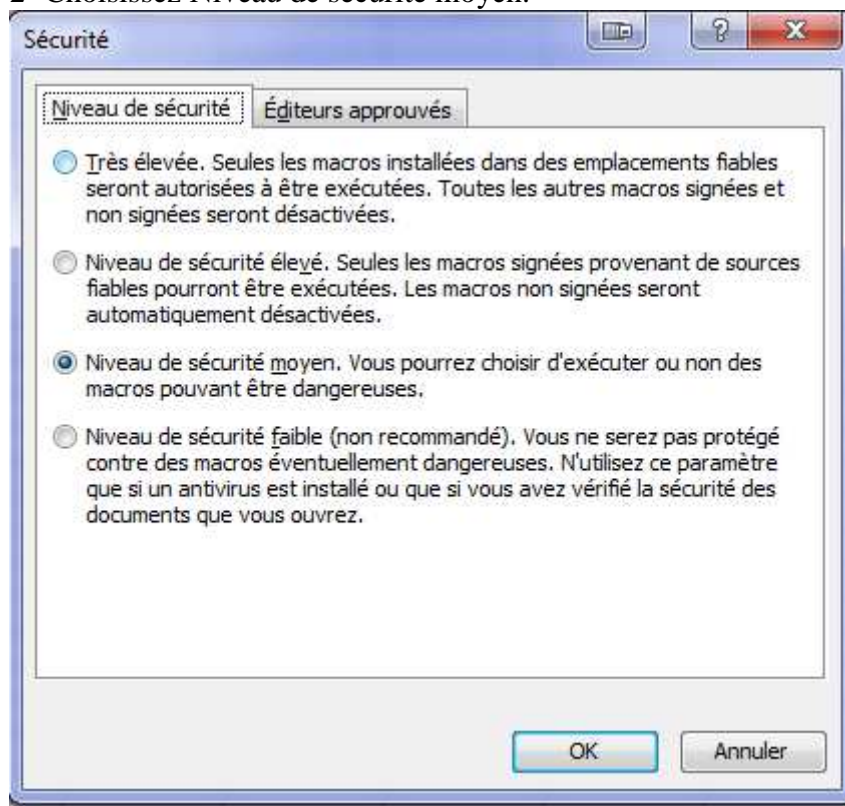 2- Choisissez Niveau de sécurité moyen.
Sécurité
Niveau de sécurité
Éditeurs approuvés
Très élevée. Seules les macros installées dans des emplacements fiables
seront autorisées à être exécutées. Toutes les autres macros signées et
non signées seront désactivées.
Niveau de sécurité élevé. Seules les macros signées provenant de sources
fiables pourront être exécutées. Les macros non signées seront
automatiquement désactivées.
Niveau de sécurité moyen. Vous pourrez choisir d'exécuter ou non des
macros pouvant être dangereuses.
Niveau de sécurité faible (non recommandé). Vous ne serez pas protégé
contre des macros éventuellement dangereuses. N'utilisez ce paramètre
que si un antivirus est installé ou que si vous avez vérifié la sécurité des
documents que vous ouvrez.
OK
Annuler